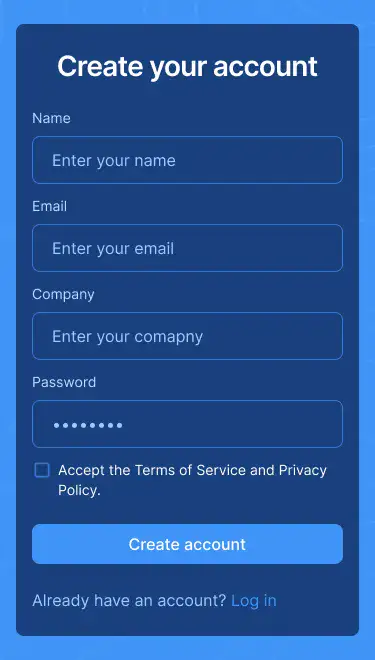 Create your account
Name
Enter your name
Email
Enter your email
Company
Enter your comapny
Password
Accept the Terms of Service and Privacy
Policy.
Create account
Already have an account? Log in